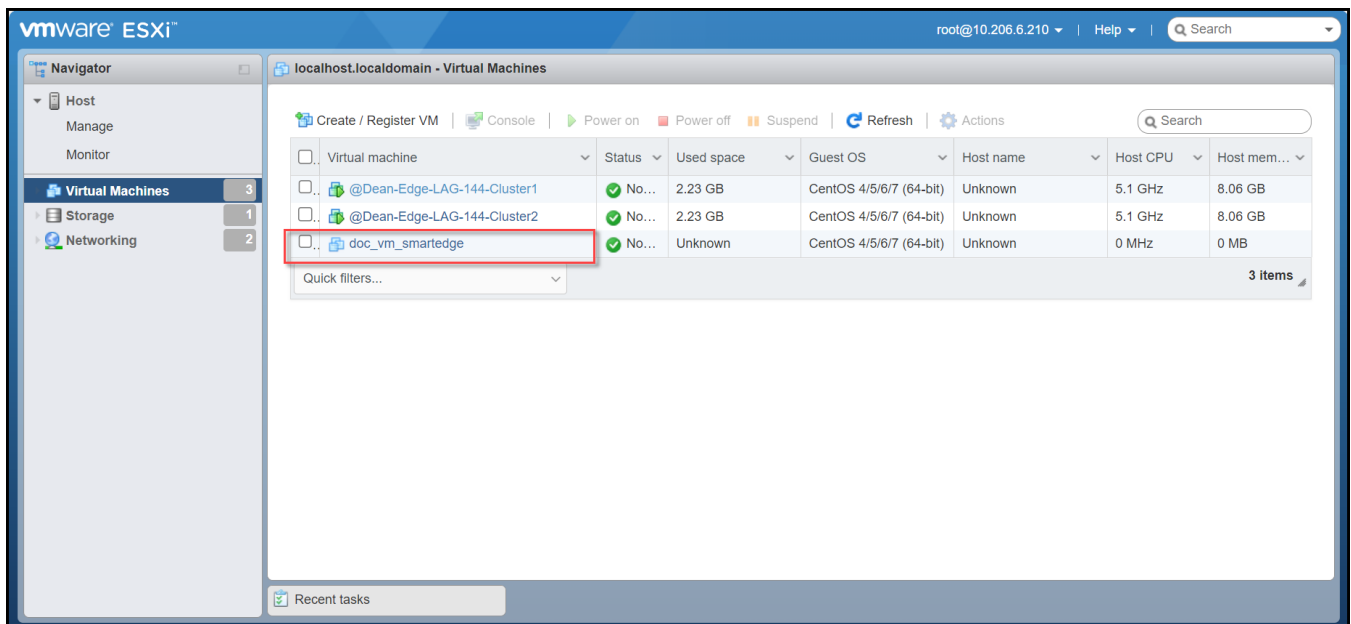 vmware ESXi™
root@10.206.6.210 | Help | Search
Navigator
localhost.localdomain - Virtual Machines
Host
Manage
Monitor
Virtual Machines 3
Storage 1
Networking 2
Create / Register VM | Console | Power on Power off Suspend | Refresh | Actions Search
Virtual machine Status Used space Guest OS Host name Host CPU Host mem...
@Dean-Edge-LAG-144-Cluster1 No... 2.23 GB CentOS 4/5/6/7 (64-bit) Unknown 5.1 GHz 8.06 GB
@Dean-Edge-LAG-144-Cluster2 No... 2.23 GB CentOS 4/5/6/7 (64-bit) Unknown 5.1 GHz 8.06 GB
doc_vm_smartedge No... Unknown CentOS 4/5/6/7 (64-bit) Unknown 0 MHz 0 MB
Quick filters... 3 items
Recent tasks